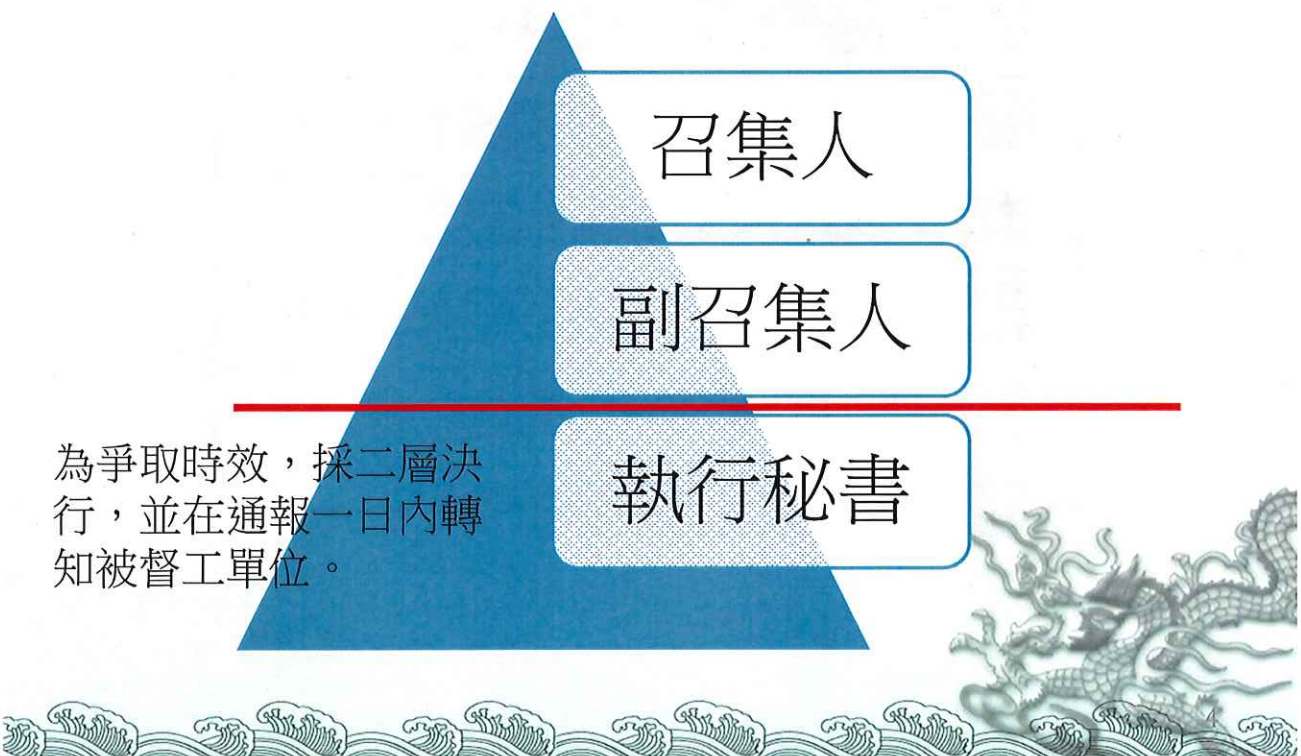 召集人
副召集人
執行秘書
為爭取時效，採二層決
行，並在通報一日內轉
知被督工單位。
4